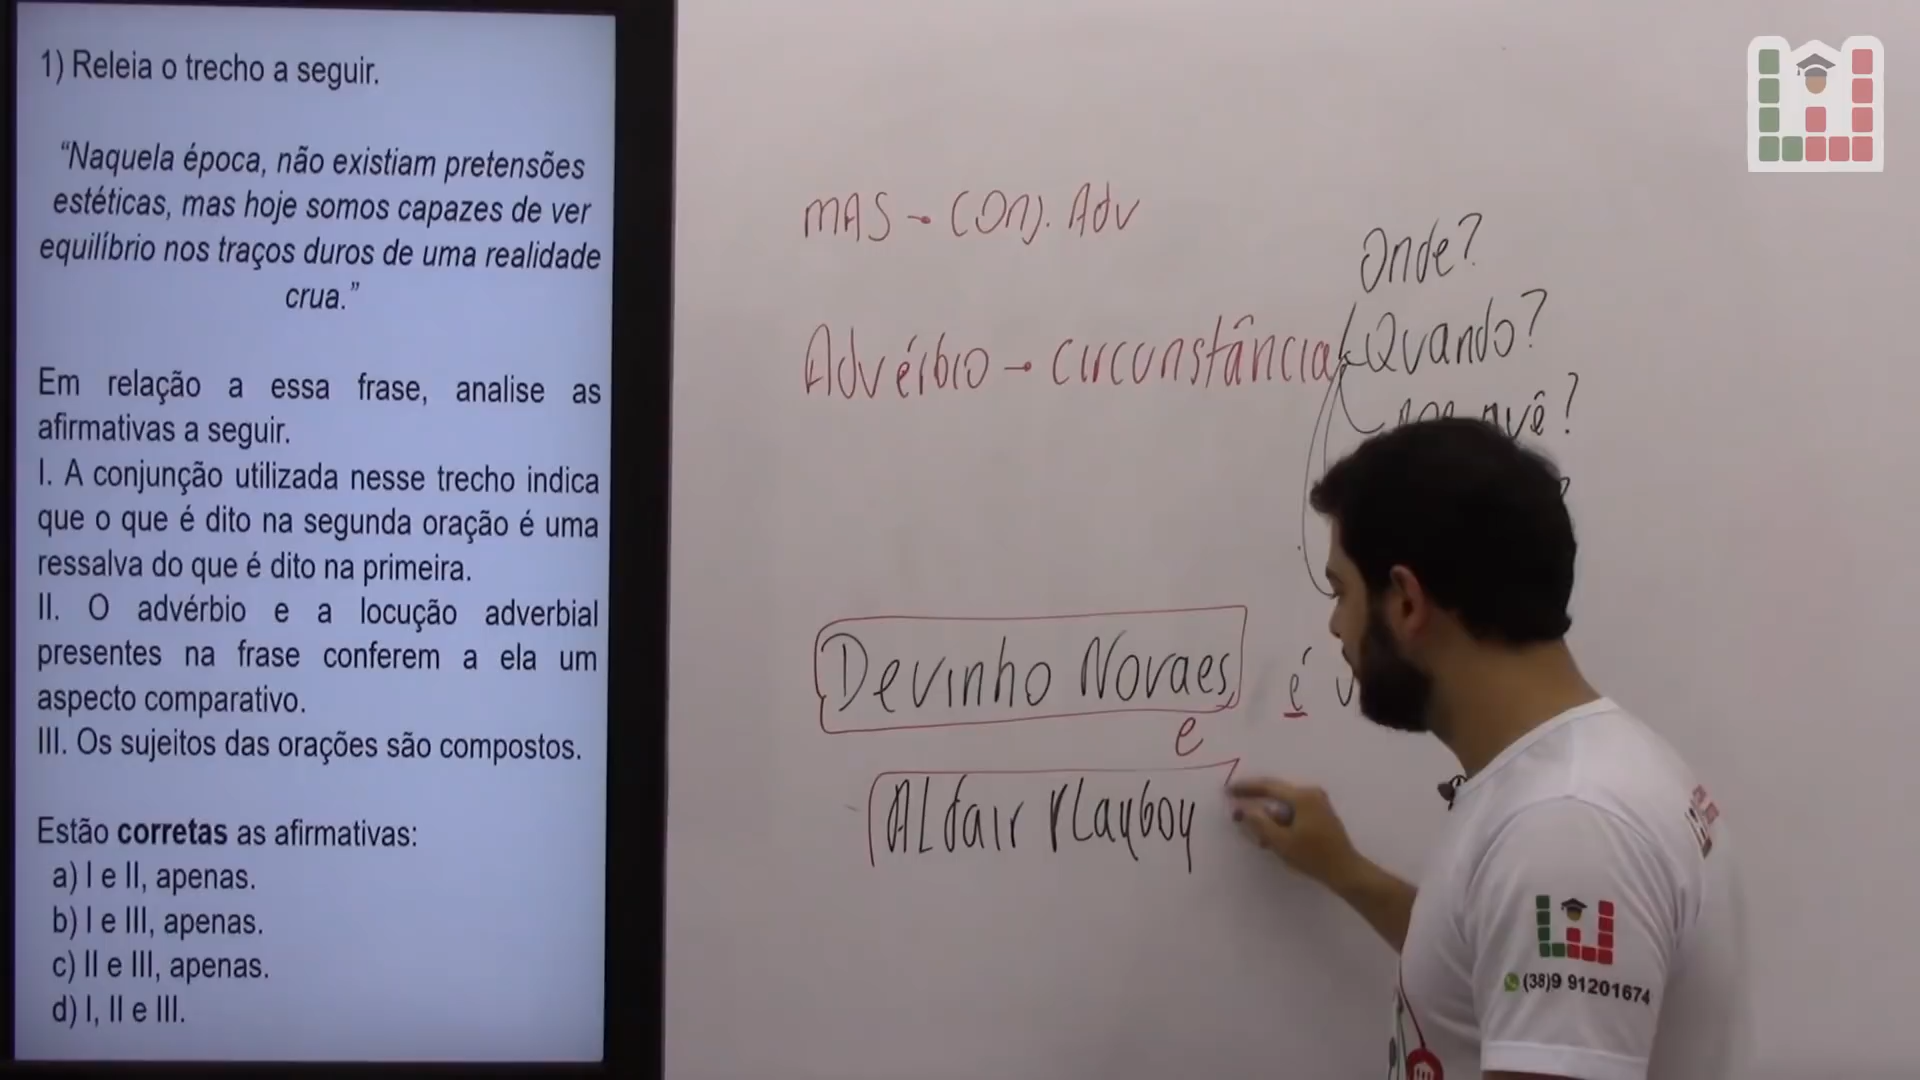 1) Releia o trecho a seguir.
“Naquela época, não existiam pretensões
estéticas, mas hoje somos capazes de ver
equilíbrio nos traços duros de uma realidade
crua.”
Em relação a essa frase, analise as
afirmativas a seguir.
I. A conjunção utilizada nesse trecho indica
que o que é dito na segunda oração é uma
ressalva do que é dito na primeira.
II. O advérbio e a locução adverbial
presentes na frase conferem a ela um
aspecto comparativo.
III. Os sujeitos das orações são compostos.
Estão corretas as afirmativas:
a) I e II, apenas.
b) I e III, apenas.
c) II e III, apenas.
d) I, II e III.
MAS → CONJ. Adv
Advérbio → circunstância
Onde?
Quando?
quê?
Devinho Novaes é
e
ALdair PLayboy
(38)9 91201674